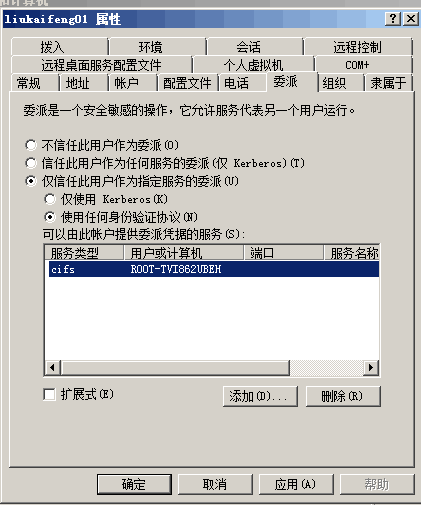 liukaifeng01 属性
拨入 环境 会话 远程控制
远程桌面服务配置文件 个人虚拟机 COM+
常规 地址 帐户 配置文件 电话 委派 组织 隶属于
委派是一个安全敏感的操作，它允许服务代表另一个用户运行。
不信任此用户作为委派(O)
信任此用户作为任何服务的委派(仅 Kerberos)(T)
仅信任此用户作为指定服务的委派(U)
仅使用 Kerberos(K)
使用任何身份验证协议(N)
可以由此帐户提供委派凭据的服务(S):
服务类型 用户或计算机 端口 服务名称
cifs ROOT-TVI862UBEH
扩展式(E) 添加(D)... 删除(R)
确定 取消 应用(A) 帮助